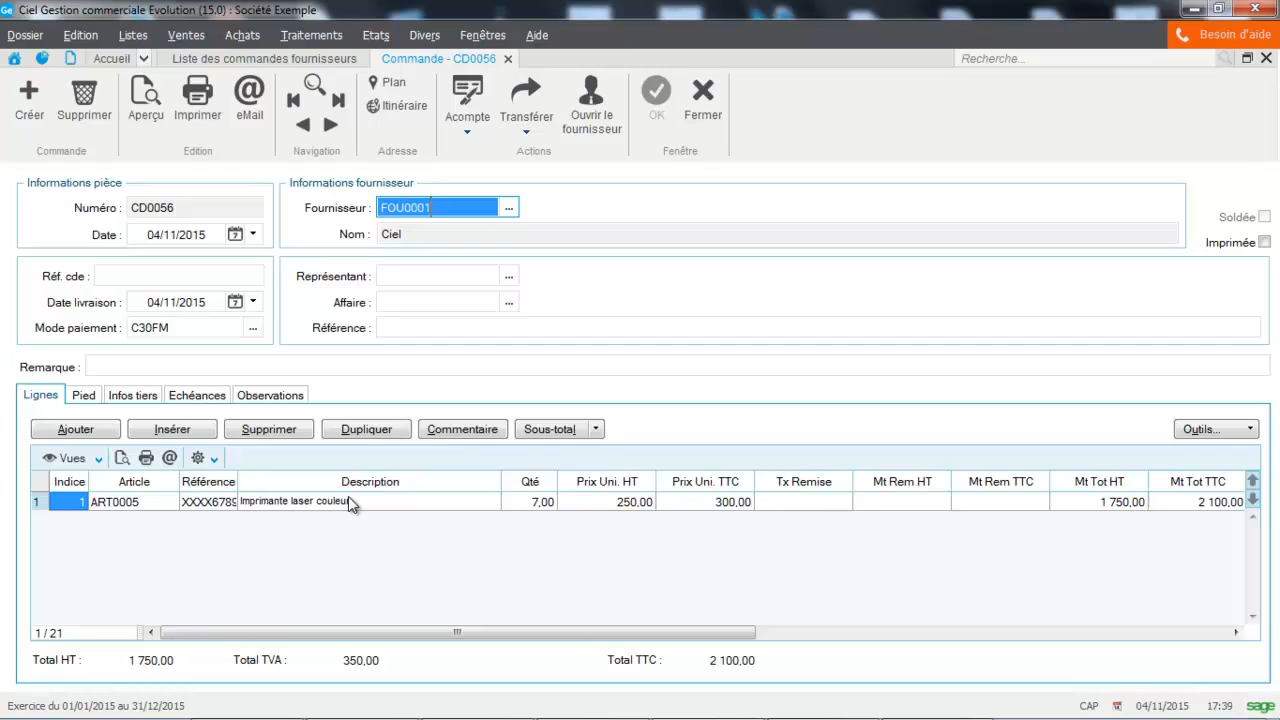 Ge Ciel Gestion commerciale Evolution (15.0) : Société Exemple
Dossier Edition Listes Ventes Achats Traitements Etats Divers Fenêtres Aide Besoin d'aide
Accueil Liste des commandes fournisseurs Commande - CD0056 Recherche...
Plan
Itinéraire
Créer Supprimer Aperçu Imprimer eMail Acompte Transférer Ouvrir le fournisseur OK Fermer
Commande Edition Navigation Adresse Actions Fenêtre
Informations pièce Informations fournisseur
Numéro : CD0056 Fournisseur : FOU0001 ...
Soldée
Date : 04/11/2015 7 Nom : Ciel
Imprimée
Réf. cde : Représentant : ...
Date livraison : 04/11/2015 7 Affaire : ...
Mode paiement : C30FM ... Référence :
Remarque :
Lignes Pied Infos tiers Echéances Observations
Ajouter Insérer Supprimer Dupliquer Commentaire Sous-total Outils...
Vues
Indice Article Référence Description Qté Prix Uni. HT Prix Uni. TTC Tx Remise Mt Rem HT Mt Rem TTC Mt Tot HT Mt Tot TTC
1 1 ART0005 XXXX6789 Imprimante laser couleur 7,00 250,00 300,00 1 750,00 2 100,00
1 / 21
Total HT : 1 750,00 Total TVA : 350,00 Total TTC : 2 100,00
Exercice du 01/01/2015 au 31/12/2015 CAP 04/11/2015 17:39 sage